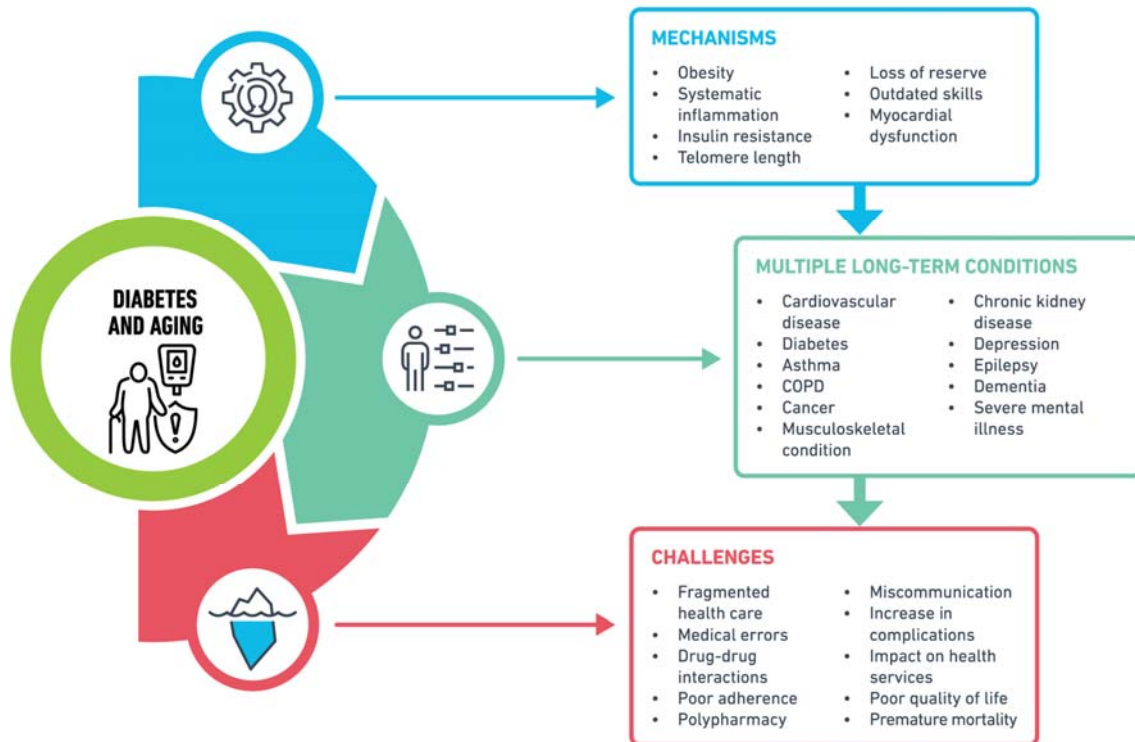 DIABETES
AND AGING
MECHANISMS
• Obesity
• Systematic
inflammation
• Insulin resistance
• Telomere length
• Loss of reserve
• Outdated skills
• Myocardial
dysfunction
MULTIPLE LONG-TERM CONDITIONS
• Cardiovascular
disease
• Diabetes
• Asthma
• COPD
• Cancer
• Musculoskeletal
condition
• Chronic kidney
disease
• Depression
• Epilepsy
• Dementia
• Severe mental
illness
CHALLENGES
• Fragmented
health care
• Medical errors
• Drug-drug
interactions
• Poor adherence
• Polypharmacy
• Miscommunication
• Increase in
complications
• Impact on health
services
• Poor quality of life
• Premature mortality